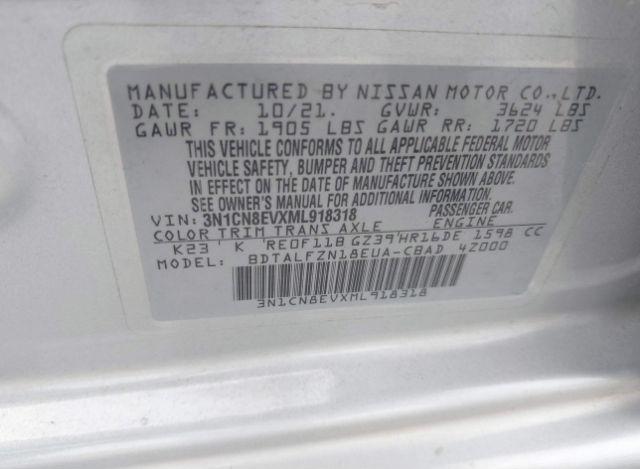 MANUFACTURED BY NISSAN MOTOR CO.,LTD.
DATE: 10/21. GVWR: 3624 LBS
GAWR FR: 1905 LBS GAWR RR: 1720 LBS
THIS VEHICLE CONFORMS TO ALL APPLICABLE FEDERAL MOTOR
VEHICLE SAFETY, BUMPER AND THEFT PREVENTION STANDARDS
IN EFFECT ON THE DATE OF MANUFACTURE SHOWN ABOVE.
SEE OWNER'S MANUAL FOR ADDITIONAL INFORMATION.
VIN: 3N1CN8EVXML918318 PASSENGER CAR
COLOR TRIM TRANS AXLE ENGINE
K23' K 'RE0F11B GZ39'HR16DE 1598 CC
MODEL: BDTALFZN18EUA-CBAD 4Z000
3N1CN8EVXML918318